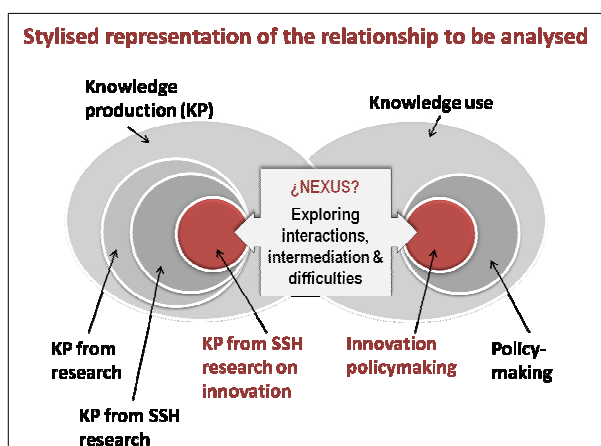 Stylised representation of the relationship to be analysed
Knowledge
production (KP)
Knowledge use
¿NEXUS?
Exploring
interactions,
intermediation &
difficulties
KP from
research
KP from SSH
research
KP from SSH
research on
innovation
Innovation
policymaking
Policy-
making